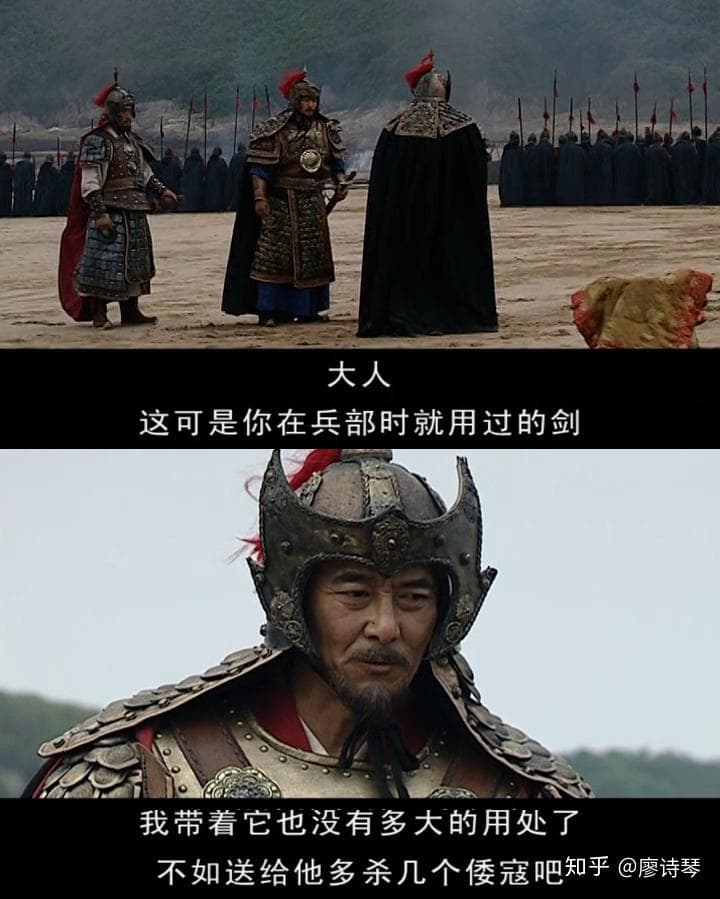 大人
这可是你在兵部时就用过的剑
我带着它也没有多大的用处了
不如送给他多杀几个倭寇吧
知乎 @廖诗琴